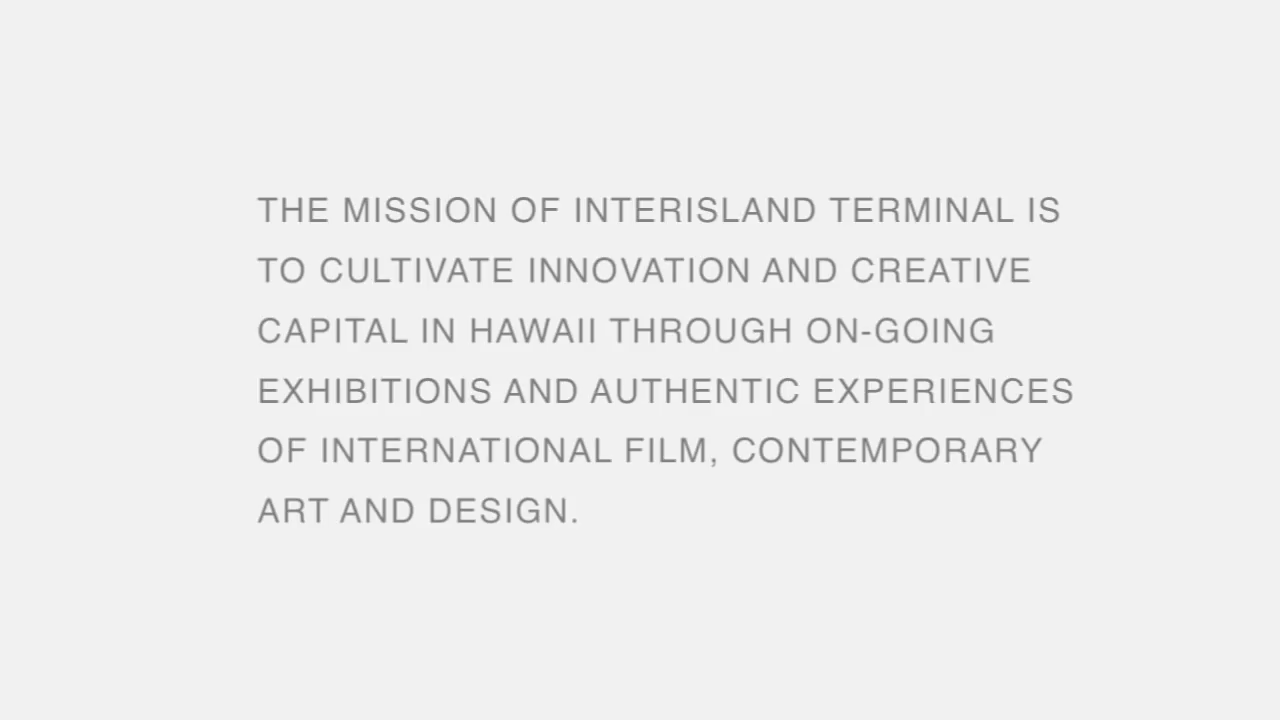 THE MISSION OF INTERISLAND TERMINAL IS
TO CULTIVATE INNOVATION AND CREATIVE
CAPITAL IN HAWAII THROUGH ON-GOING
EXHIBITIONS AND AUTHENTIC EXPERIENCES
OF INTERNATIONAL FILM, CONTEMPORARY
ART AND DESIGN.